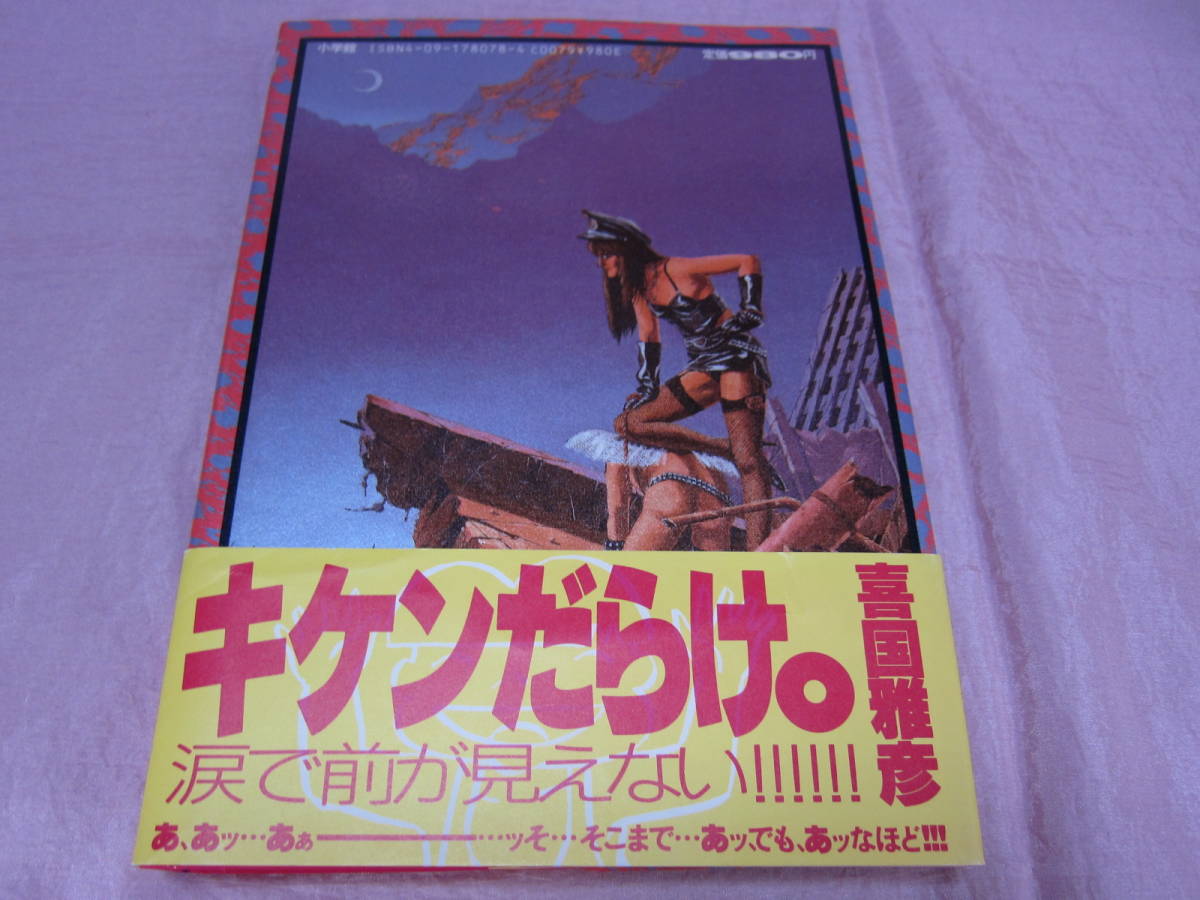 小学館 ISBN4-09-178078-4 C0079 ¥980E 定価980円
キケンだらけ。
喜国雅彦
涙で前が見えない!!!!!!
あ、あッ…あぁ――――…ッそ…そこまで…あッ、でも、あッなほど!!!